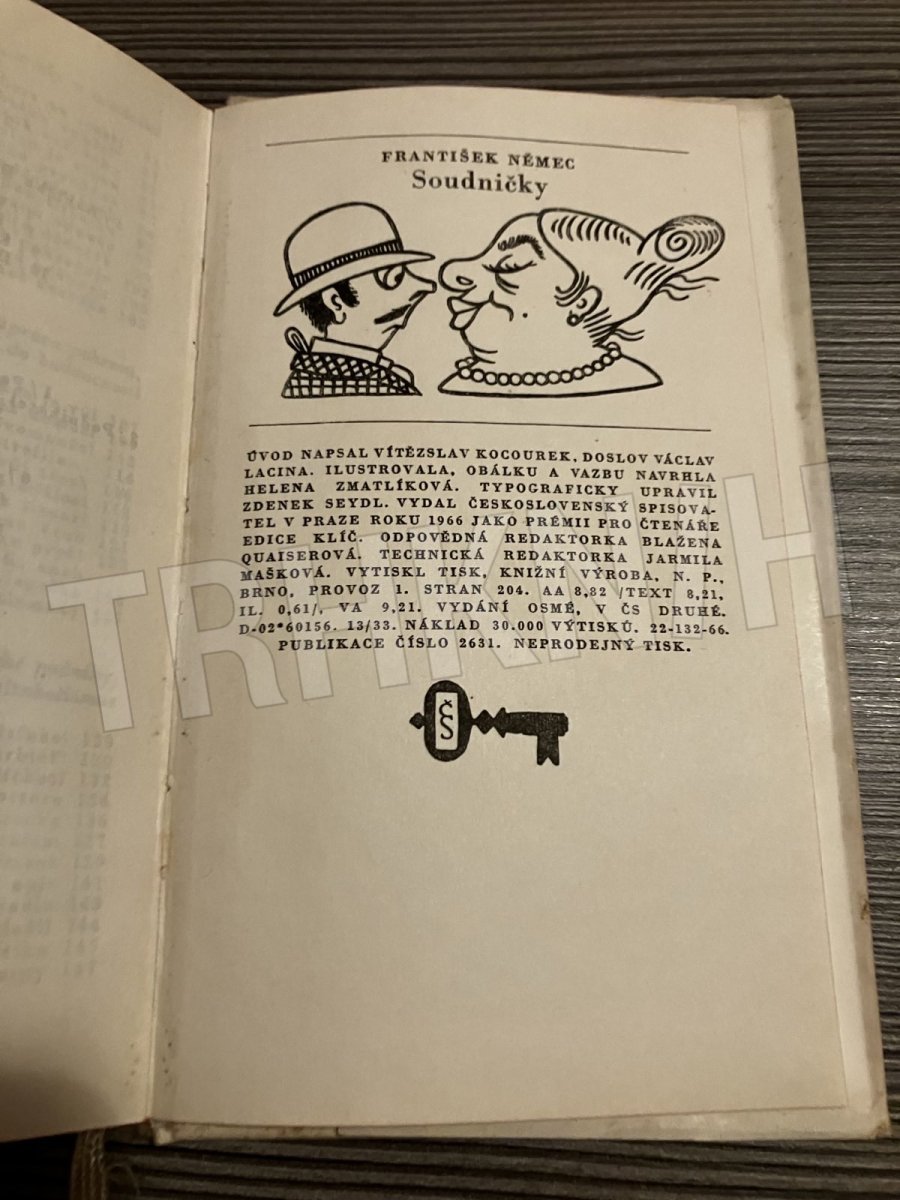 FRANTIŠEK NĚMEC
Soudničky
ÚVOD NAPSAL VÍTĚZSLAV KOCOUREK, DOSLOV VÁCLAV
LACINA. ILUSTROVALA, OBÁLKU A VAZBU NAVRHLA
HELENA ZMATLÍKOVÁ. TYPOGRAFICKY UPRAVIL
ZDENEK SEYDL. VYDAL ČESKOSLOVENSKÝ SPISOVA-
TEL V PRAZE ROKU 1966 JAKO PRÉMII PRO ČTENÁŘE
EDICE KLÍČ. ODPOVĚDNÁ REDAKTORKA BLAŽENA
QUAISEROVÁ. TECHNICKÁ REDAKTORKA JARMILA
MAŠKOVÁ. VYTISKL TISK, KNIŽNÍ VÝROBA, N. P.,
BRNO, PROVOZ 1. STRAN 204. AA 8,82 /TEXT 8,21,
IL. 0,61/, VA 9,21. VYDÁNÍ OSMÉ, V ČS DRUHÉ.
D-02*60156. 13/33. NÁKLAD 30.000 VÝTISKŮ. 22-132-66.
PUBLIKACE ČÍSLO 2631. NEPRODEJNÝ TISK.
ČS